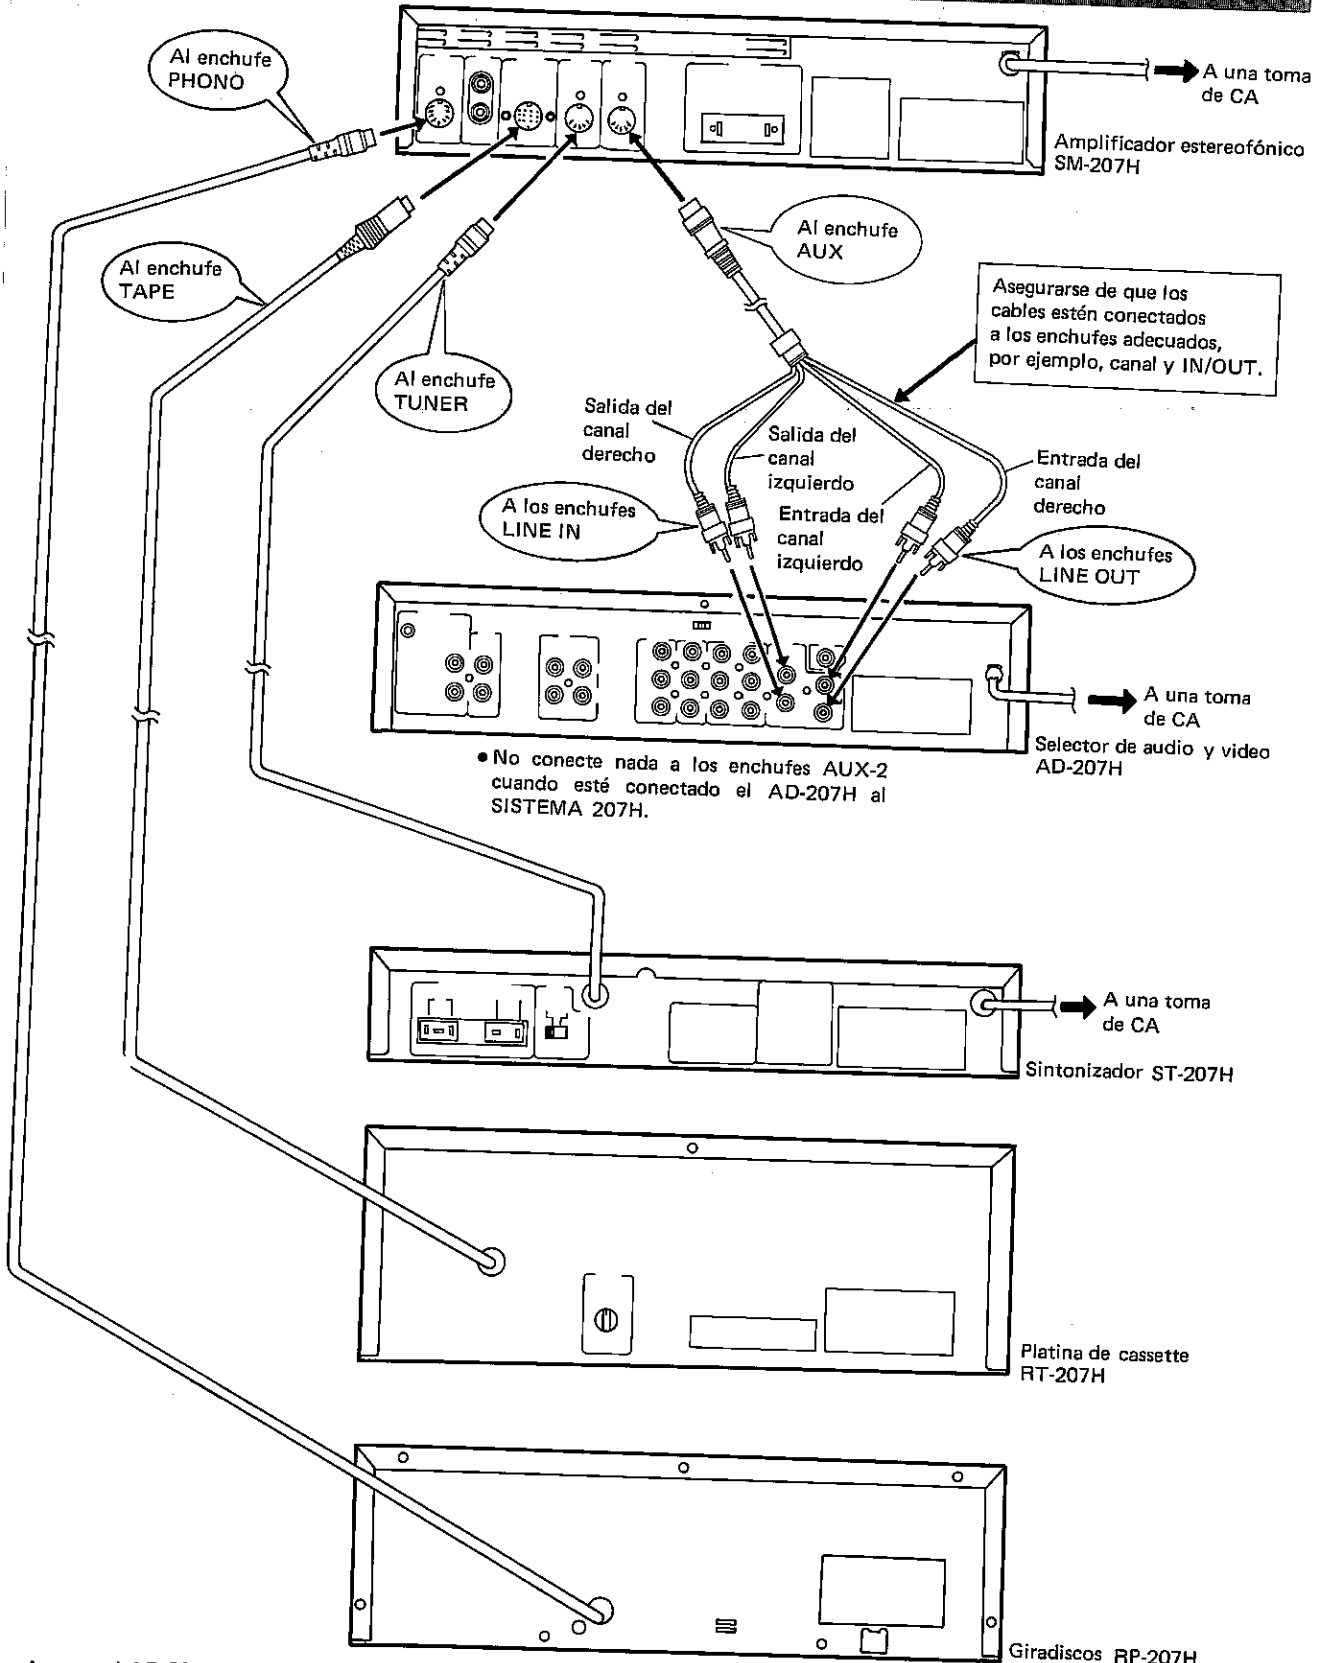 Al enchufe
PHONO
A una toma
de CA
Amplificador estereofónico
SM-207H
Al enchufe
AUX
Al enchufe
TAPE
Asegurarse de que los
cables estén conectados
a los enchufes adecuados,
por ejemplo, canal y IN/OUT.
Al enchufe
TUNER
Salida del
canal
derecho
Salida del
canal
izquierdo
Entrada del
canal
derecho
A los enchufes
LINE IN
Entrada del
canal
izquierdo
A los enchufes
LINE OUT
A una toma
de CA
Selector de audio y video
AD-207H
• No conecte nada a los enchufes AUX-2
cuando esté conectado el AD-207H al
SISTEMA 207H.
A una toma
de CA
Sintonizador ST-207H
Platina de cassette
RT-207H
Giradiscos RP-207H